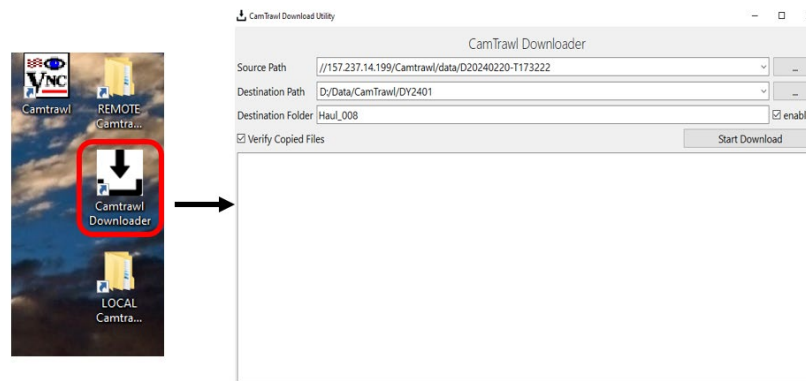 VNC
Camtrawl
REMOTE
Camtra...
Camtrawl
Downloader
LOCAL
Camtra...
CamTrawl Download Utility
CamTrawl Downloader
Source Path //157.237.14.199/Camtrawl/data/D20240220-T173222 ...
Destination Path D:/Data/CamTrawl/DY2401 ...
Destination Folder Haul_008 enabl
Verify Copied Files Start Download